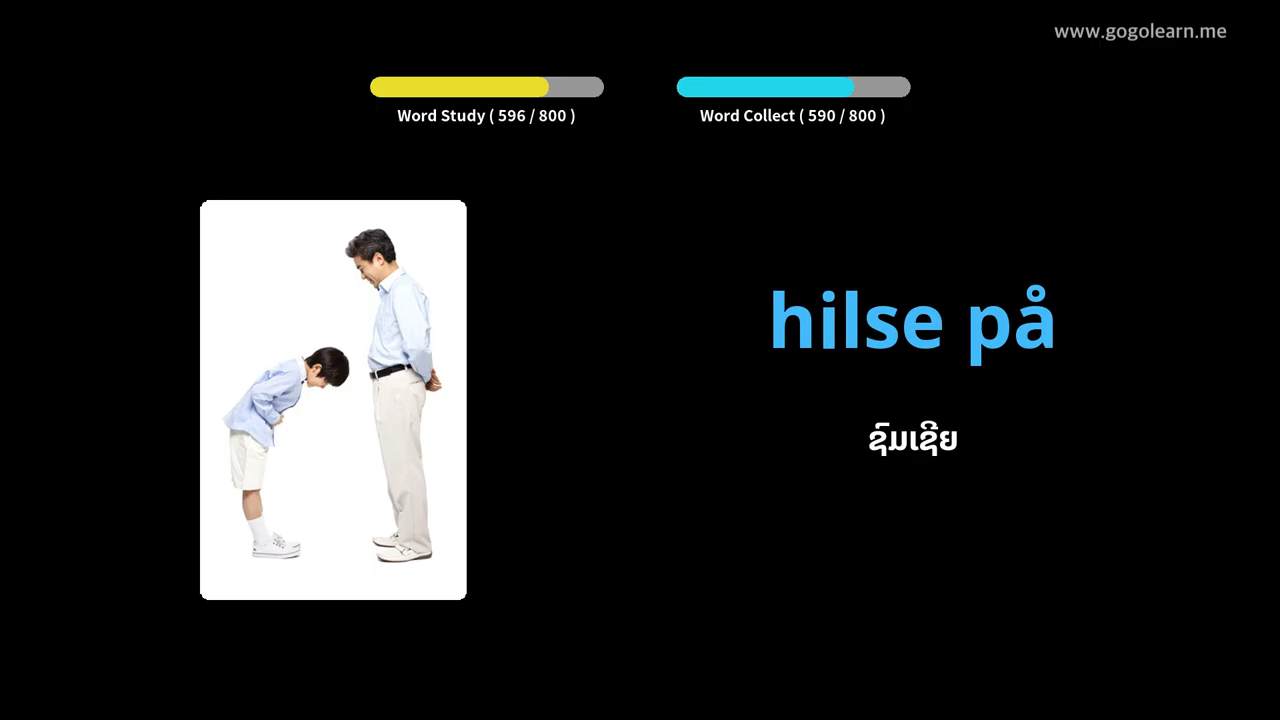 www.gogolearn.me
Word Study ( 596 / 800 )
Word Collect ( 590 / 800 )
hilse på
ຊົມເຊີຍ